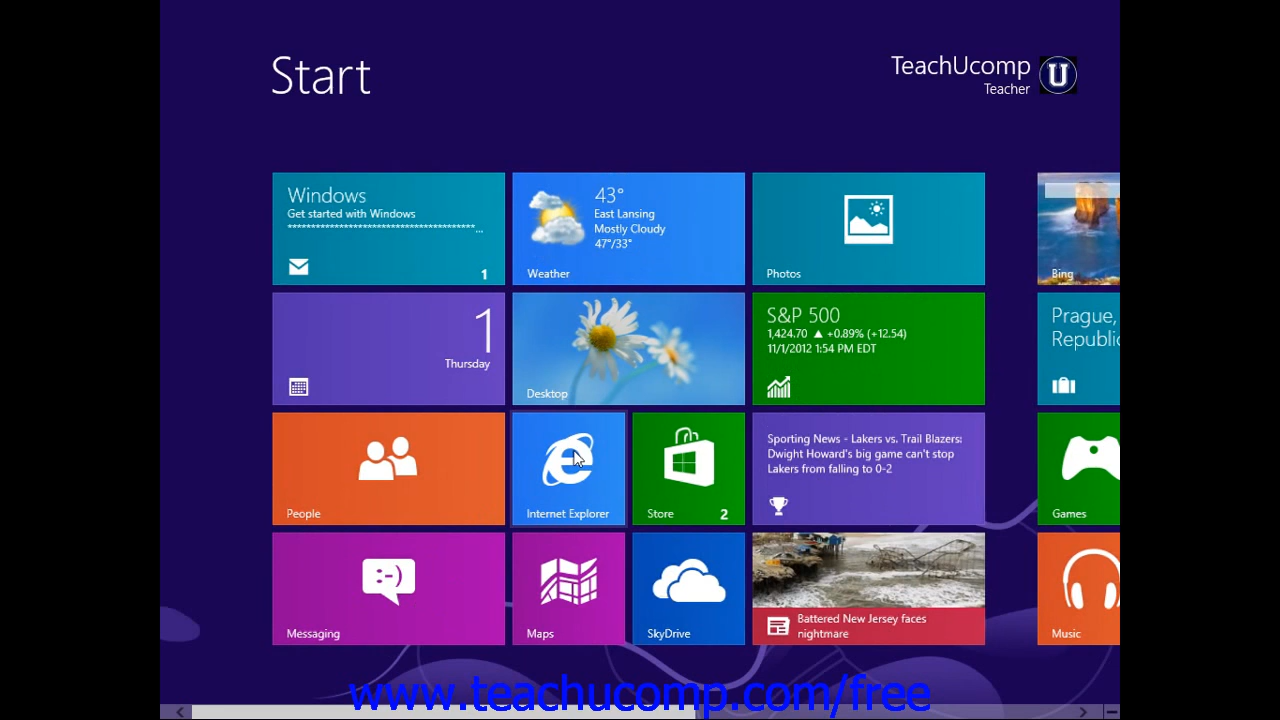 Start
TeachUcomp
Teacher
U
Windows
Get started with Windows
****************************************...
1
43°
East Lansing
Mostly Cloudy
47°/33°
Weather
Photos
Bing
1
Thursday
Desktop
S&P 500
1,424.70 ▲ +0.89% (+12.54)
11/1/2012 1:54 PM EDT
Prague,
Republic
People
Internet Explorer
Store
2
Sporting News - Lakers vs. Trail Blazers:
Dwight Howard's big game can't stop
Lakers from falling to 0-2
Games
:-)
Messaging
Maps
SkyDrive
Battered New Jersey faces
nightmare
Music
www.teachucomp.com/free